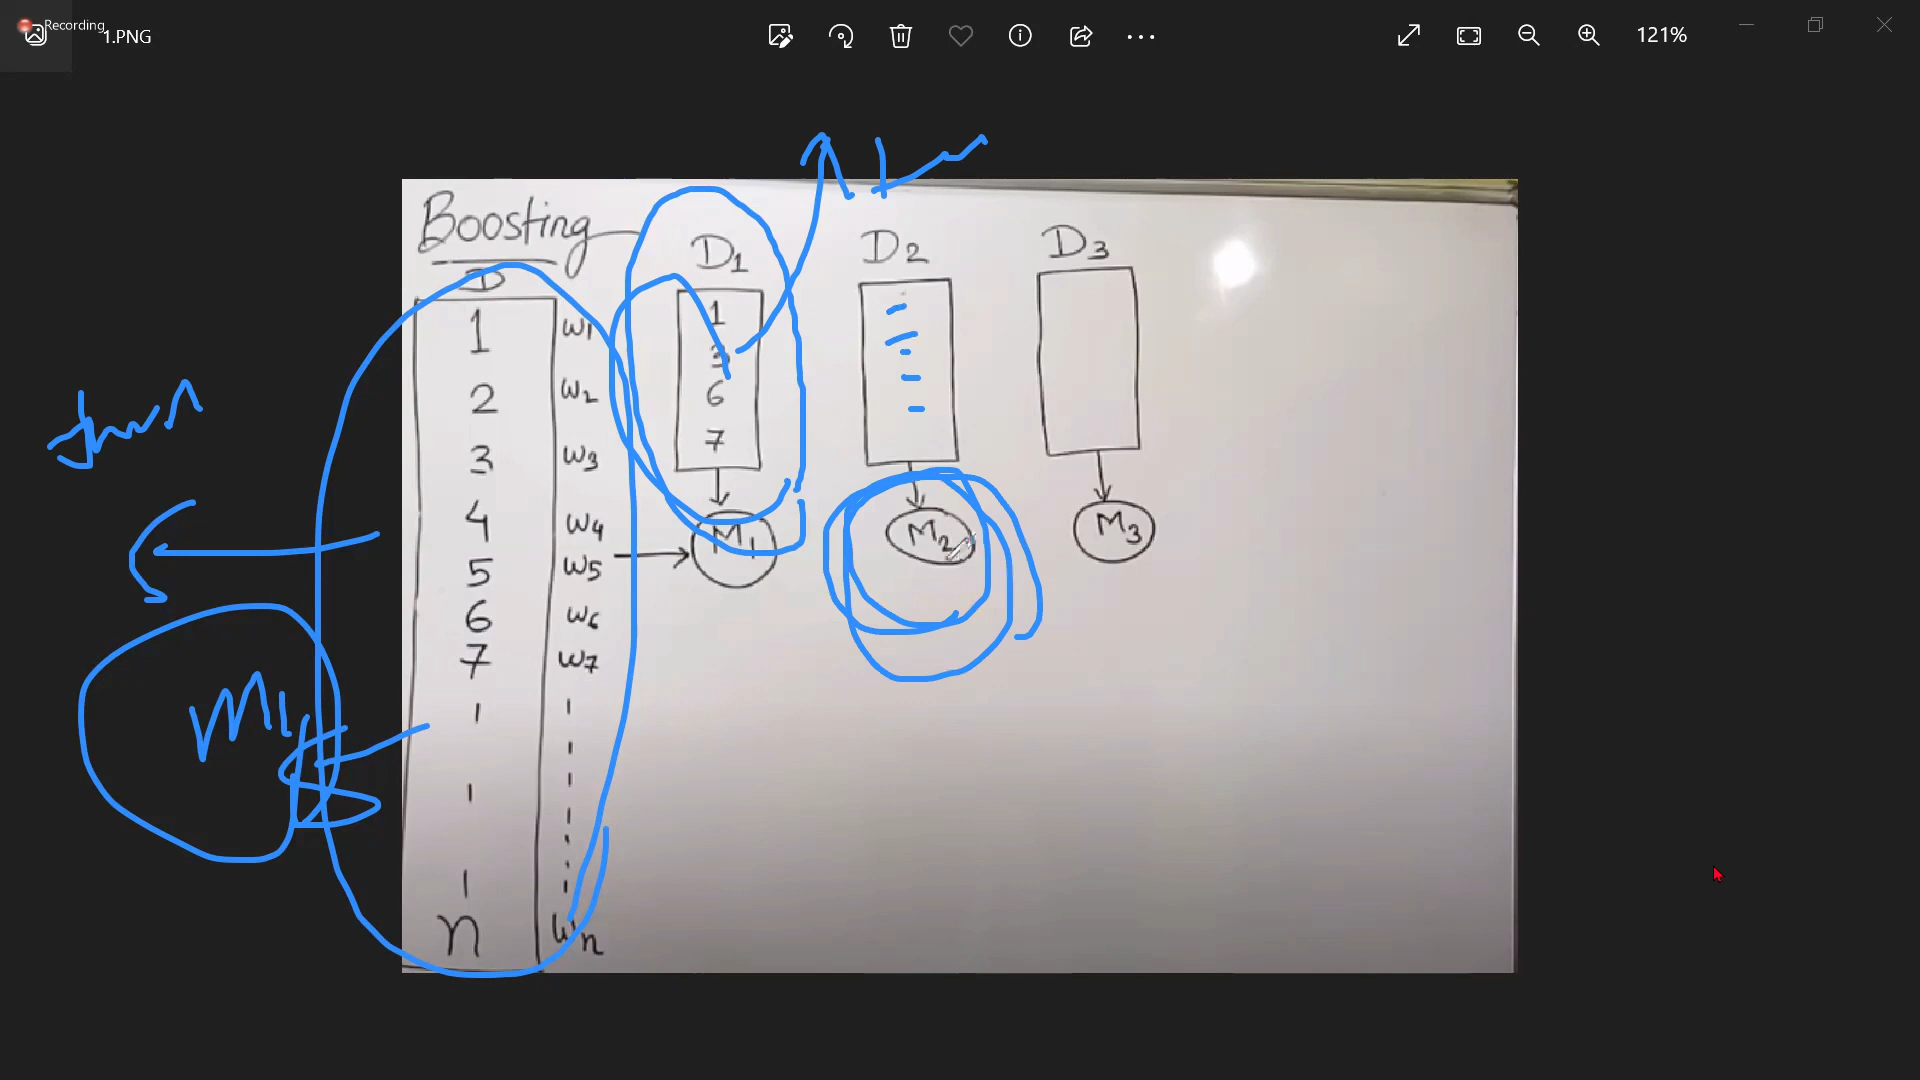 Recording
1.PNG
121%
Boosting
D
D1
D2
D3
1 w1
2 w2
3 w3
4 w4
5 w5
6 w6
7 w7
n wn
1
3
6
7
M1
M2
M3
M1